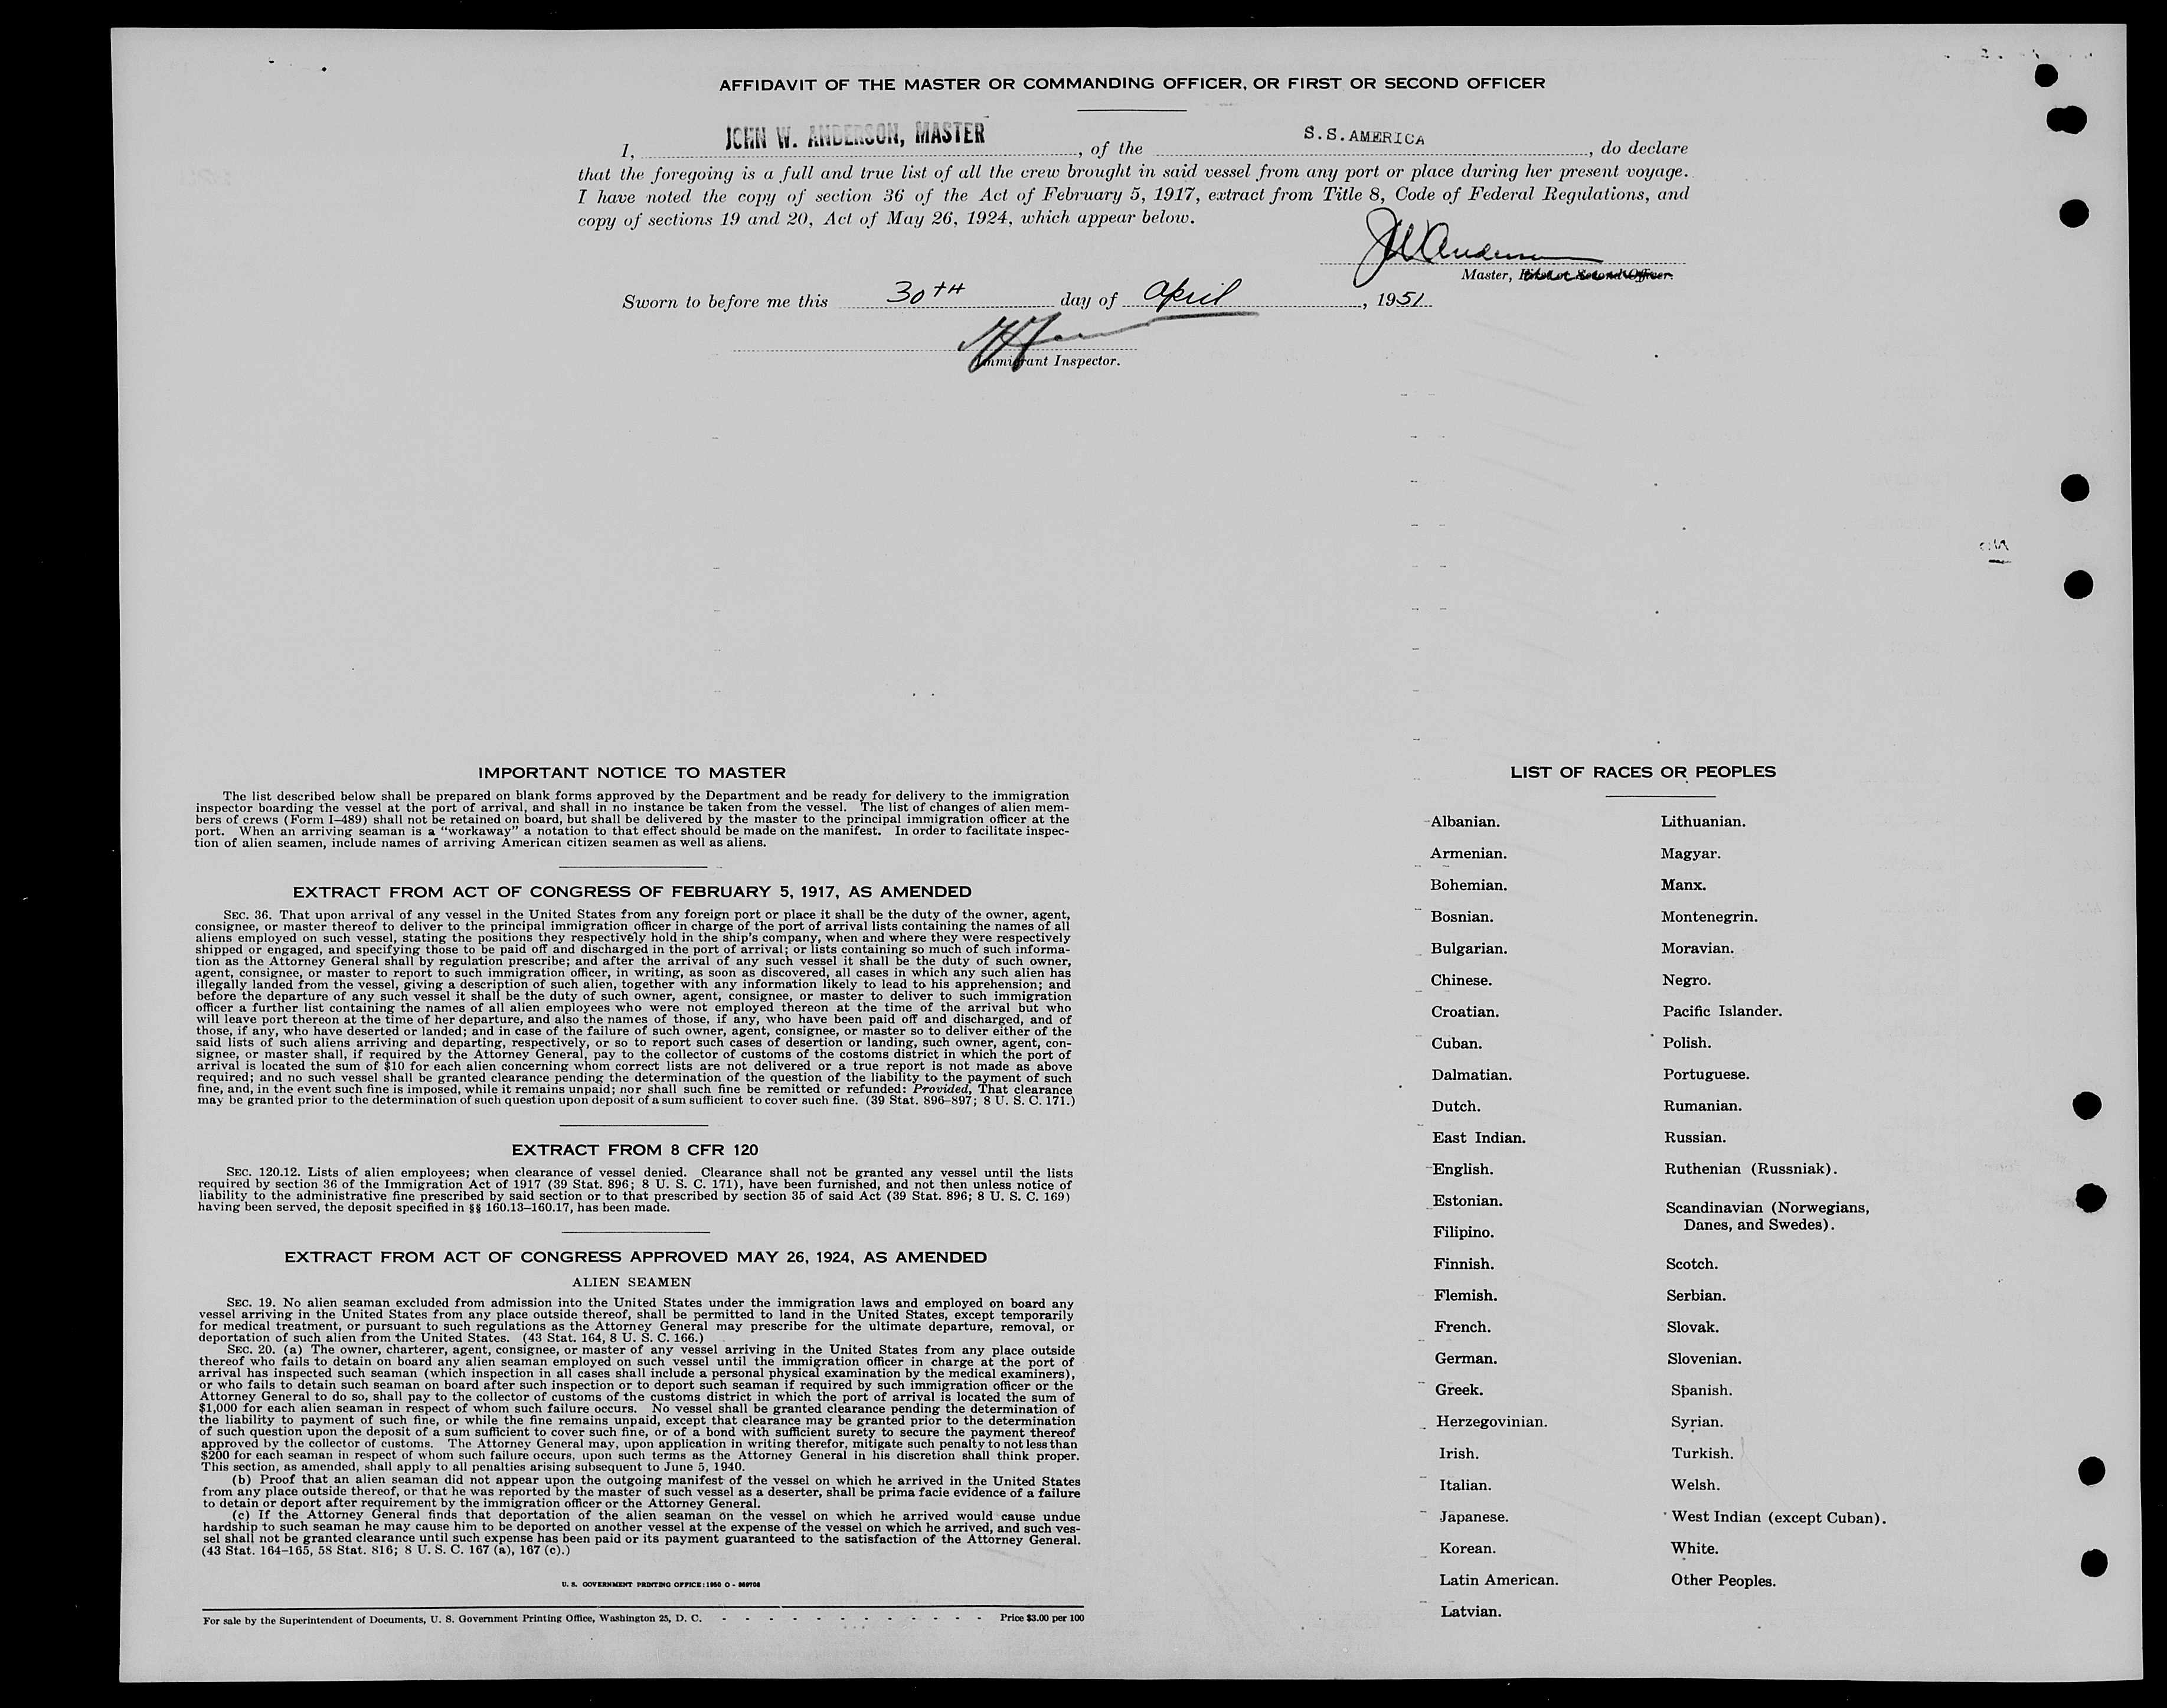 AFFIDAVIT OF THE MASTER OR COMMANDING OFFICER, OR FIRST OR SECOND OFFICER
I, JOHN W. ANDERSON, MASTER, of the S.S. AMERICA, do declare
that the foregoing is a full and true list of all the crew brought in said vessel from any port or place during her present voyage.
I have noted the copy of section 36 of the Act of February 5, 1917, extract from Title 8, Code of Federal Regulations, and
copy of sections 19 and 20, Act of May 26, 1924, which appear below.
JW Anderson
Master, First or Second Officer.
Sworn to before me this 30TH day of April, 1951
Immigrant Inspector.
IMPORTANT NOTICE TO MASTER
The list described below shall be prepared on blank forms approved by the Department and be ready for delivery to the immigration
inspector boarding the vessel at the port of arrival, and shall in no instance be taken from the vessel. The list of changes of alien mem-
bers of crews (Form I–489) shall not be retained on board, but shall be delivered by the master to the principal immigration officer at the
port. When an arriving seaman is a "workaway" a notation to that effect should be made on the manifest. In order to facilitate inspec-
tion of alien seamen, include names of arriving American citizen seamen as well as aliens.
EXTRACT FROM ACT OF CONGRESS OF FEBRUARY 5, 1917, AS AMENDED
SEC. 36. That upon arrival of any vessel in the United States from any foreign port or place it shall be the duty of the owner, agent,
consignee, or master thereof to deliver to the principal immigration officer in charge of the port of arrival lists containing the names of all
aliens employed on such vessel, stating the positions they respectively hold in the ship's company, when and where they were respectively
shipped or engaged, and specifying those to be paid off and discharged in the port of arrival; or lists containing so much of such informa-
tion as the Attorney General shall by regulation prescribe; and after the arrival of any such vessel it shall be the duty of such owner,
agent, consignee, or master to report to such immigration officer, in writing, as soon as discovered, all cases in which any such alien has
illegally landed from the vessel, giving a description of such alien, together with any information likely to lead to his apprehension; and
before the departure of any such vessel it shall be the duty of such owner, agent, consignee, or master to deliver to such immigration
officer a further list containing the names of all alien employees who were not employed thereon at the time of the arrival but who
will leave port thereon at the time of her departure, and also the names of those, if any, who have been paid off and discharged, and of
those, if any, who have deserted or landed; and in case of the failure of such owner, agent, consignee, or master so to deliver either of the
said lists of such aliens arriving and departing, respectively, or so to report such cases of desertion or landing, such owner, agent, con-
signee, or master shall, if required by the Attorney General, pay to the collector of customs of the costoms district in which the port of
arrival is located the sum of $10 for each alien concerning whom correct lists are not delivered or a true report is not made as above
required; and no such vessel shall be granted clearance pending the determination of the question of the liability to the payment of such
fine, and, in the event such fine is imposed, while it remains unpaid; nor shall such fine be remitted or refunded: Provided, That clearance
may be granted prior to the determination of such question upon deposit of a sum sufficient to cover such fine. (39 Stat. 896–897; 8 U. S. C. 171.)
EXTRACT FROM 8 CFR 120
SEC. 120.12. Lists of alien employees; when clearance of vessel denied. Clearance shall not be granted any vessel until the lists
required by section 36 of the Immigration Act of 1917 (39 Stat. 896; 8 U. S. C. 171), have been furnished, and not then unless notice of
liability to the administrative fine prescribed by said section or to that prescribed by section 35 of said Act (39 Stat. 896; 8 U. S. C. 169)
having been served, the deposit specified in §§ 160.13–160.17, has been made.
EXTRACT FROM ACT OF CONGRESS APPROVED MAY 26, 1924, AS AMENDED
ALIEN SEAMEN
SEC. 19. No alien seaman excluded from admission into the United States under the immigration laws and employed on board any
vessel arriving in the United States from any place outside thereof, shall be permitted to land in the United States, except temporarily
for medical treatment, or pursuant to such regulations as the Attorney General may prescribe for the ultimate departure, removal, or
deportation of such alien from the United States. (43 Stat. 164, 8 U. S. C. 166.)
SEC. 20. (a) The owner, charterer, agent, consignee, or master of any vessel arriving in the United States from any place outside
thereof who fails to detain on board any alien seaman employed on such vessel until the immigration officer in charge at the port of
arrival has inspected such seaman (which inspection in all cases shall include a personal physical examination by the medical examiners),
or who fails to detain such seaman on board after such inspection or to deport such seaman if required by such immigration officer or the
Attorney General to do so, shall pay to the collector of customs of the customs district in which the port of arrival is located the sum of
$1,000 for each alien seaman in respect of whom such failure occurs. No vessel shall be granted clearance pending the determination of
the liability to payment of such fine, or while the fine remains unpaid, except that clearance may be granted prior to the determination
of such question upon the deposit of a sum sufficient to cover such fine, or of a bond with sufficient surety to secure the payment thereof
approved by the collector of customs. The Attorney General may, upon application in writing therefor, mitigate such penalty to not less than
$200 for each seaman in respect of whom such failure occurs, upon such terms as the Attorney General in his discretion shall think proper.
This section, as amended, shall apply to all penalties arising subsequent to June 5, 1940.
(b) Proof that an alien seaman did not appear upon the outgoing manifest of the vessel on which he arrived in the United States
from any place outside thereof, or that he was reported by the master of such vessel as a deserter, shall be prima facie evidence of a failure
to detain or deport after requirement by the immigration officer or the Attorney General.
(c) If the Attorney General finds that deportation of the alien seaman on the vessel on which he arrived would cause undue
hardship to such seaman he may cause him to be deported on another vessel at the expense of the vessel on which he arrived, and such ves-
sel shall not be granted clearance until such expense has been paid or its payment guaranteed to the satisfaction of the Attorney General.
(43 Stat. 164–165, 58 Stat. 816; 8 U. S. C. 167 (a), 167 (c).)
U. S. GOVERNMENT PRINTING OFFICE: 1950 O
For sale by the Superintendent of Documents, U. S. Government Printing Office, Washington 25, D. C. - - - - - - - - - - - - Price $3.00 per 100
LIST OF RACES OR PEOPLES
Albanian.
Armenian.
Bohemian.
Bosnian.
Bulgarian.
Chinese.
Croatian.
Cuban.
Dalmatian.
Dutch.
East Indian.
English.
Estonian.
Filipino.
Finnish.
Flemish.
French.
German.
Greek.
Herzegovinian.
Irish.
Italian.
Japanese.
Korean.
Latin American.
Latvian.
Lithuanian.
Magyar.
Manx.
Montenegrin.
Moravian.
Negro.
Pacific Islander.
Polish.
Portuguese.
Rumanian.
Russian.
Ruthenian (Russniak).
Scandinavian (Norwegians,
Danes, and Swedes).
Scotch.
Serbian.
Slovak.
Slovenian.
Spanish.
Syrian.
Turkish.
Welsh.
West Indian (except Cuban).
White.
Other Peoples.